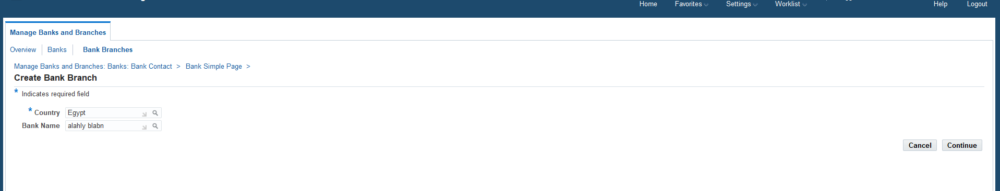 Home Favorites Settings Worklist Help Logout
Manage Banks and Branches
Overview Banks Bank Branches
Manage Banks and Branches: Banks: Bank Contact > Bank Simple Page >
Create Bank Branch
* Indicates required field
* Country Egypt
Bank Name alahly blabn
Cancel Continue